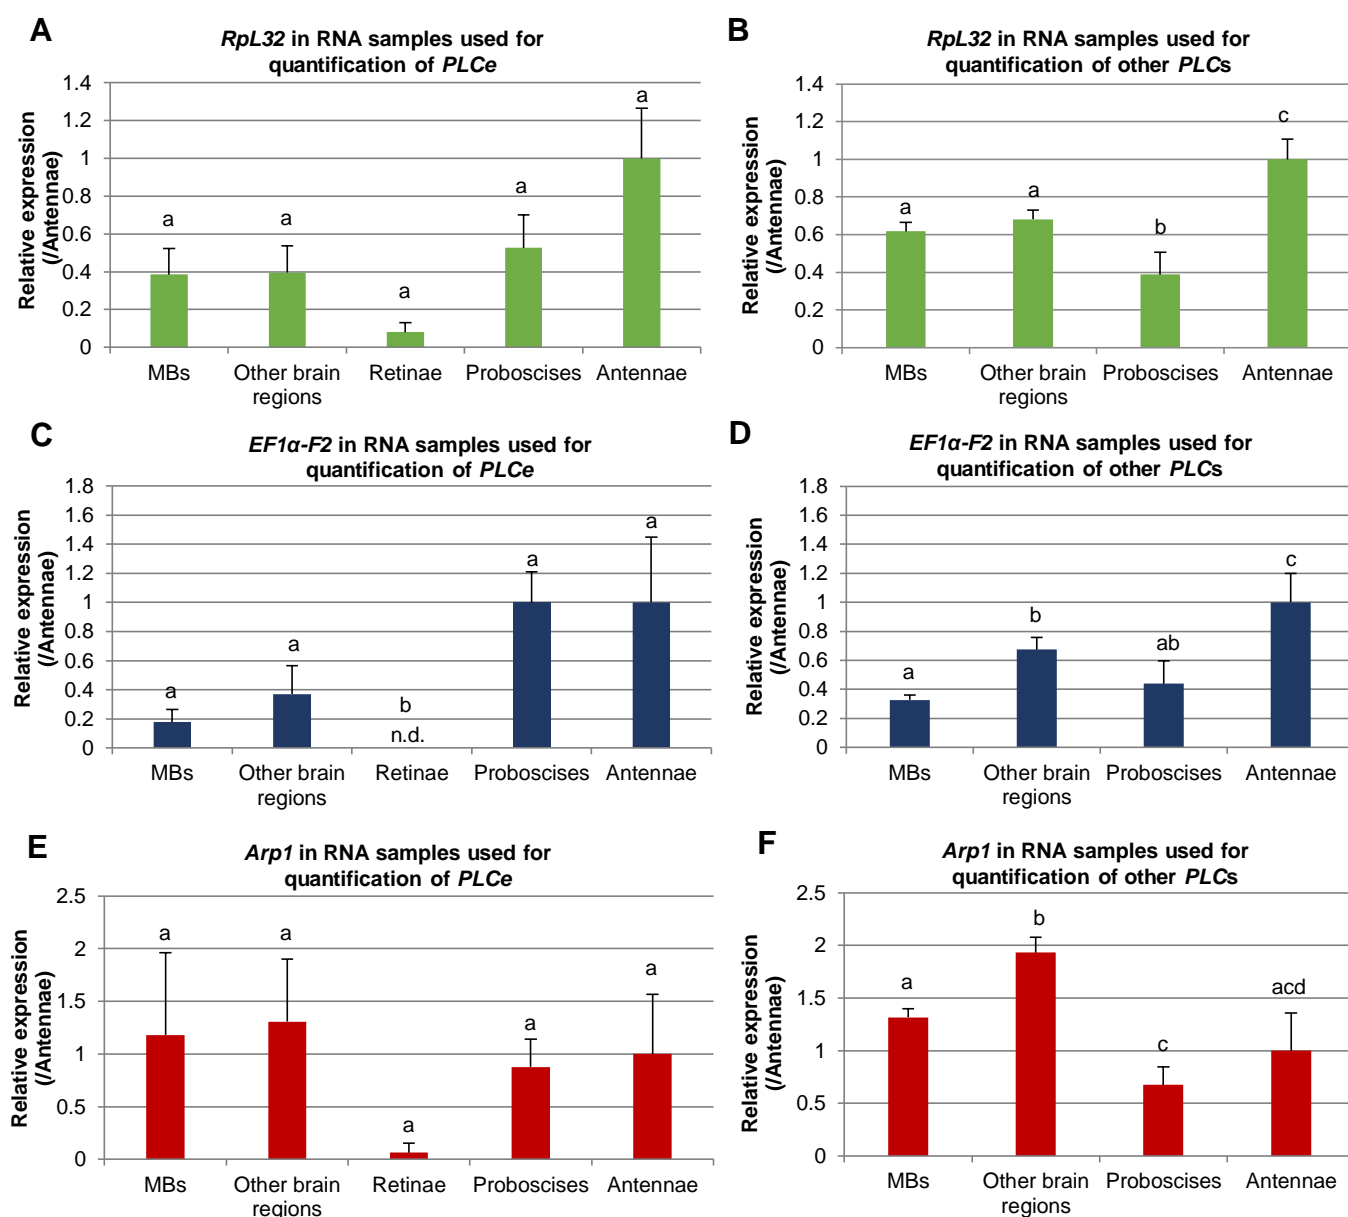 A
RpL32 in RNA samples used for
quantification of PLCe
Relative expression
(/Antennae)
1.4
1.2
1
0.8
0.6
0.4
0.2
0
a
a
a
a
a
MBs
Other brain
regions
Retinae
Proboscises
Antennae
B
RpL32 in RNA samples used for
quantification of other PLCs
Relative expression
(/Antennae)
1.4
1.2
1
0.8
0.6
0.4
0.2
0
a
a
b
c
MBs
Other brain
regions
Proboscises
Antennae
C
EF1α-F2 in RNA samples used for
quantification of PLCe
Relative expression
(/Antennae)
1.8
1.6
1.4
1.2
1
0.8
0.6
0.4
0.2
0
a
a
b
n.d.
a
a
MBs
Other brain
regions
Retinae
Proboscises
Antennae
D
EF1α-F2 in RNA samples used for
quantification of other PLCs
Relative expression
(/Antennae)
1.8
1.6
1.4
1.2
1
0.8
0.6
0.4
0.2
0
a
b
ab
c
MBs
Other brain
regions
Proboscises
Antennae
E
Arp1 in RNA samples used for
quantification of PLCe
Relative expression
(/Antennae)
2.5
2
1.5
1
0.5
0
a
a
a
a
a
MBs
Other brain
regions
Retinae
Proboscises
Antennae
F
Arp1 in RNA samples used for
quantification of other PLCs
Relative expression
(/Antennae)
2.5
2
1.5
1
0.5
0
a
b
c
acd
MBs
Other brain
regions
Proboscises
Antennae